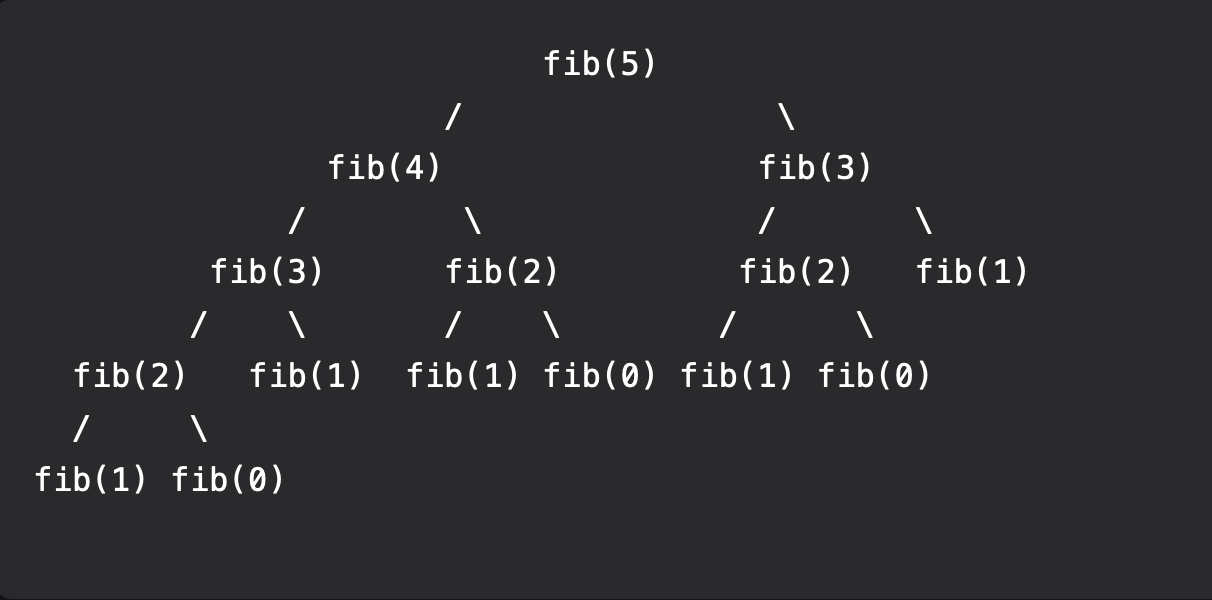 fib(5)
/ \
fib(4) fib(3)
/ \ / \
fib(3) fib(2) fib(2) fib(1)
/ \ / \ / \
fib(2) fib(1) fib(1) fib(0) fib(1) fib(0)
/ \
fib(1) fib(0)